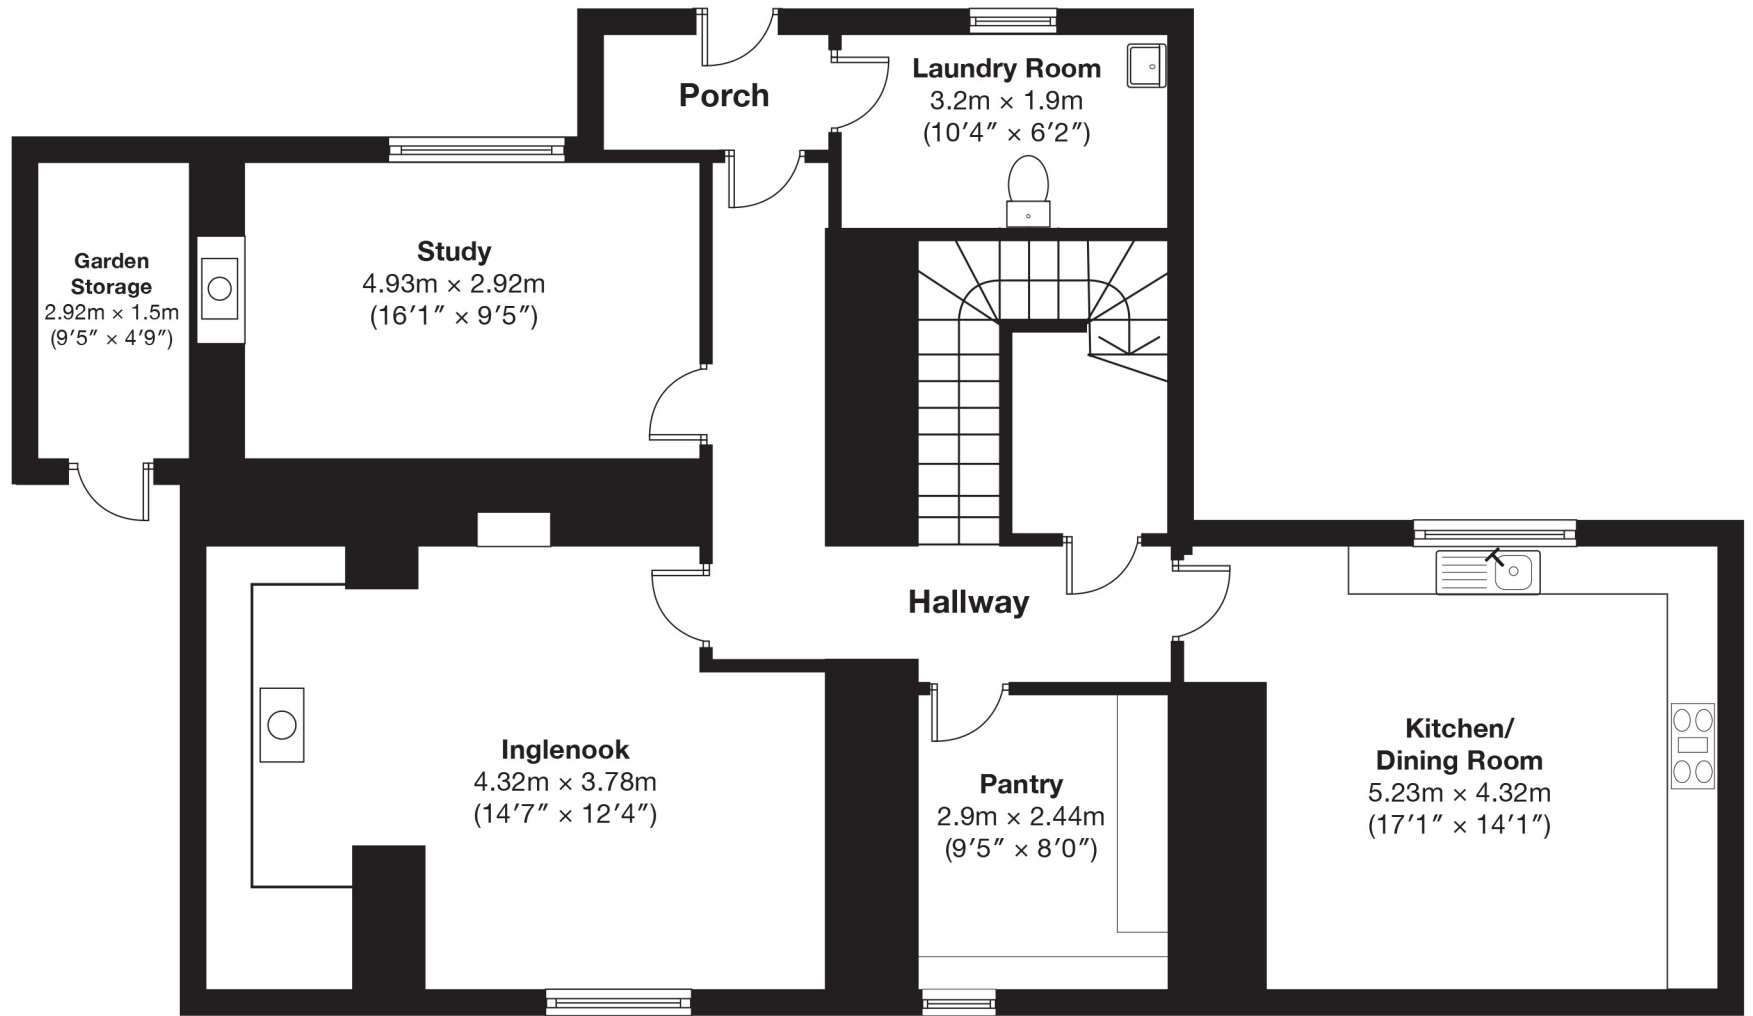 Porch
Laundry Room
3.2m × 1.9m
(10′4″ × 6′2″)
Garden
Storage
2.92m × 1.5m
(9′5″ × 4′9″)
Study
4.93m × 2.92m
(16′1″ × 9′5″)
Hallway
Inglenook
4.32m × 3.78m
(14′7″ × 12′4″)
Pantry
2.9m × 2.44m
(9′5″ × 8′0″)
Kitchen/
Dining Room
5.23m × 4.32m
(17′1″ × 14′1″)